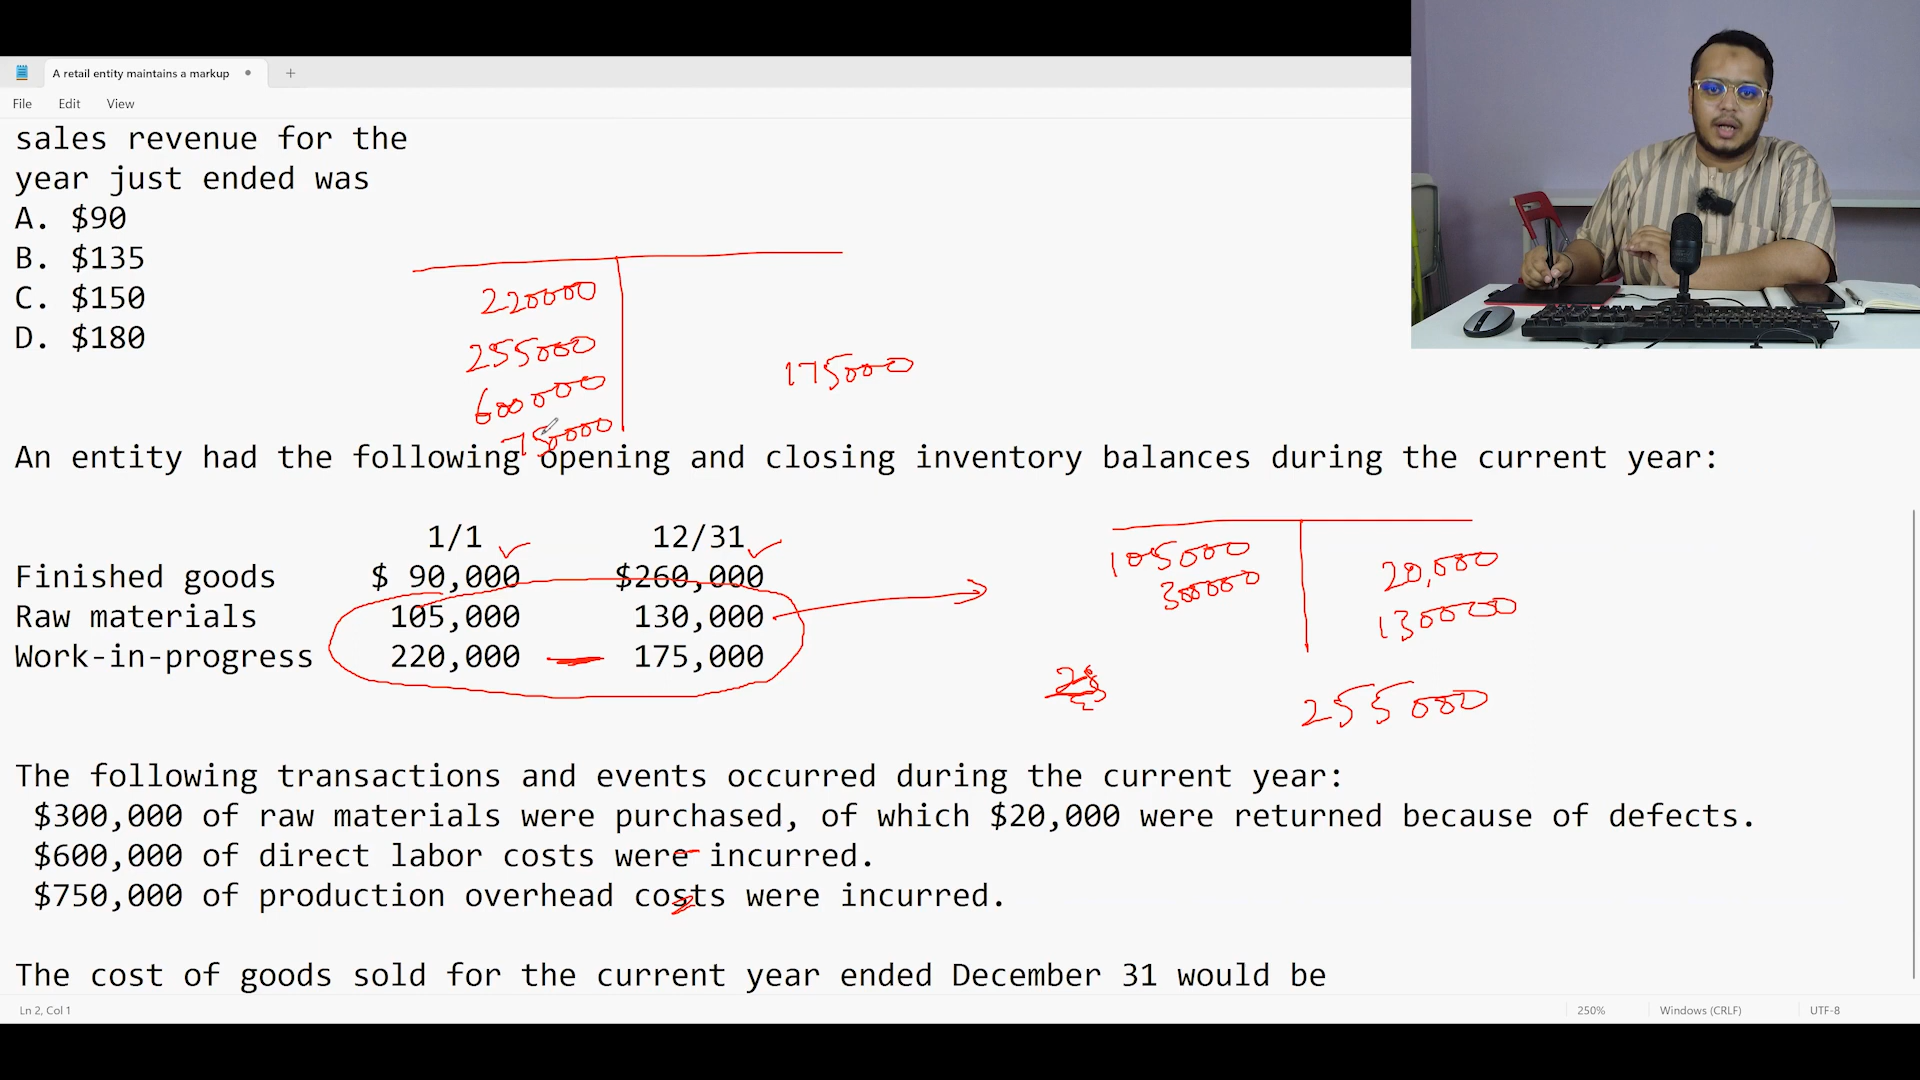 A retail entity maintains a markup
File Edit View
sales revenue for the
year just ended was
A. $90
B. $135
C. $150
D. $180
220000
255000
600000
750000
175000
An entity had the following opening and closing inventory balances during the current year:
1/1 12/31
Finished goods $ 90,000 $260,000
Raw materials 105,000 130,000
Work-in-progress 220,000 175,000
105000
300000
20,000
130000
255000
The following transactions and events occurred during the current year:
$300,000 of raw materials were purchased, of which $20,000 were returned because of defects.
$600,000 of direct labor costs were incurred.
$750,000 of production overhead costs were incurred.
The cost of goods sold for the current year ended December 31 would be
Ln 2, Col 1 250% Windows (CRLF) UTF-8